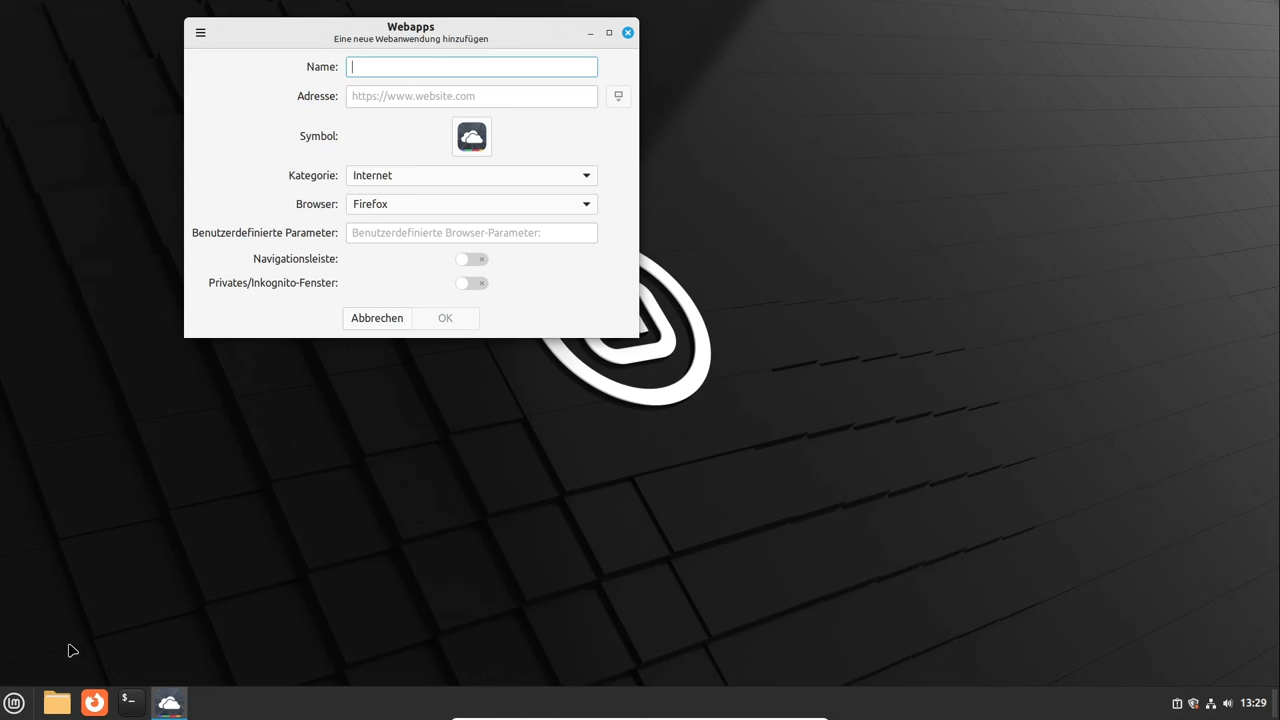 Webapps
Eine neue Webanwendung hinzufügen
Name:
Adresse: https://www.website.com
Symbol:
Kategorie: Internet
Browser: Firefox
Benutzerdefinierte Parameter: Benutzerdefinierte Browser-Parameter:
Navigationsleiste:
Privates/Inkognito-Fenster:
Abbrechen OK
$_ 13:29